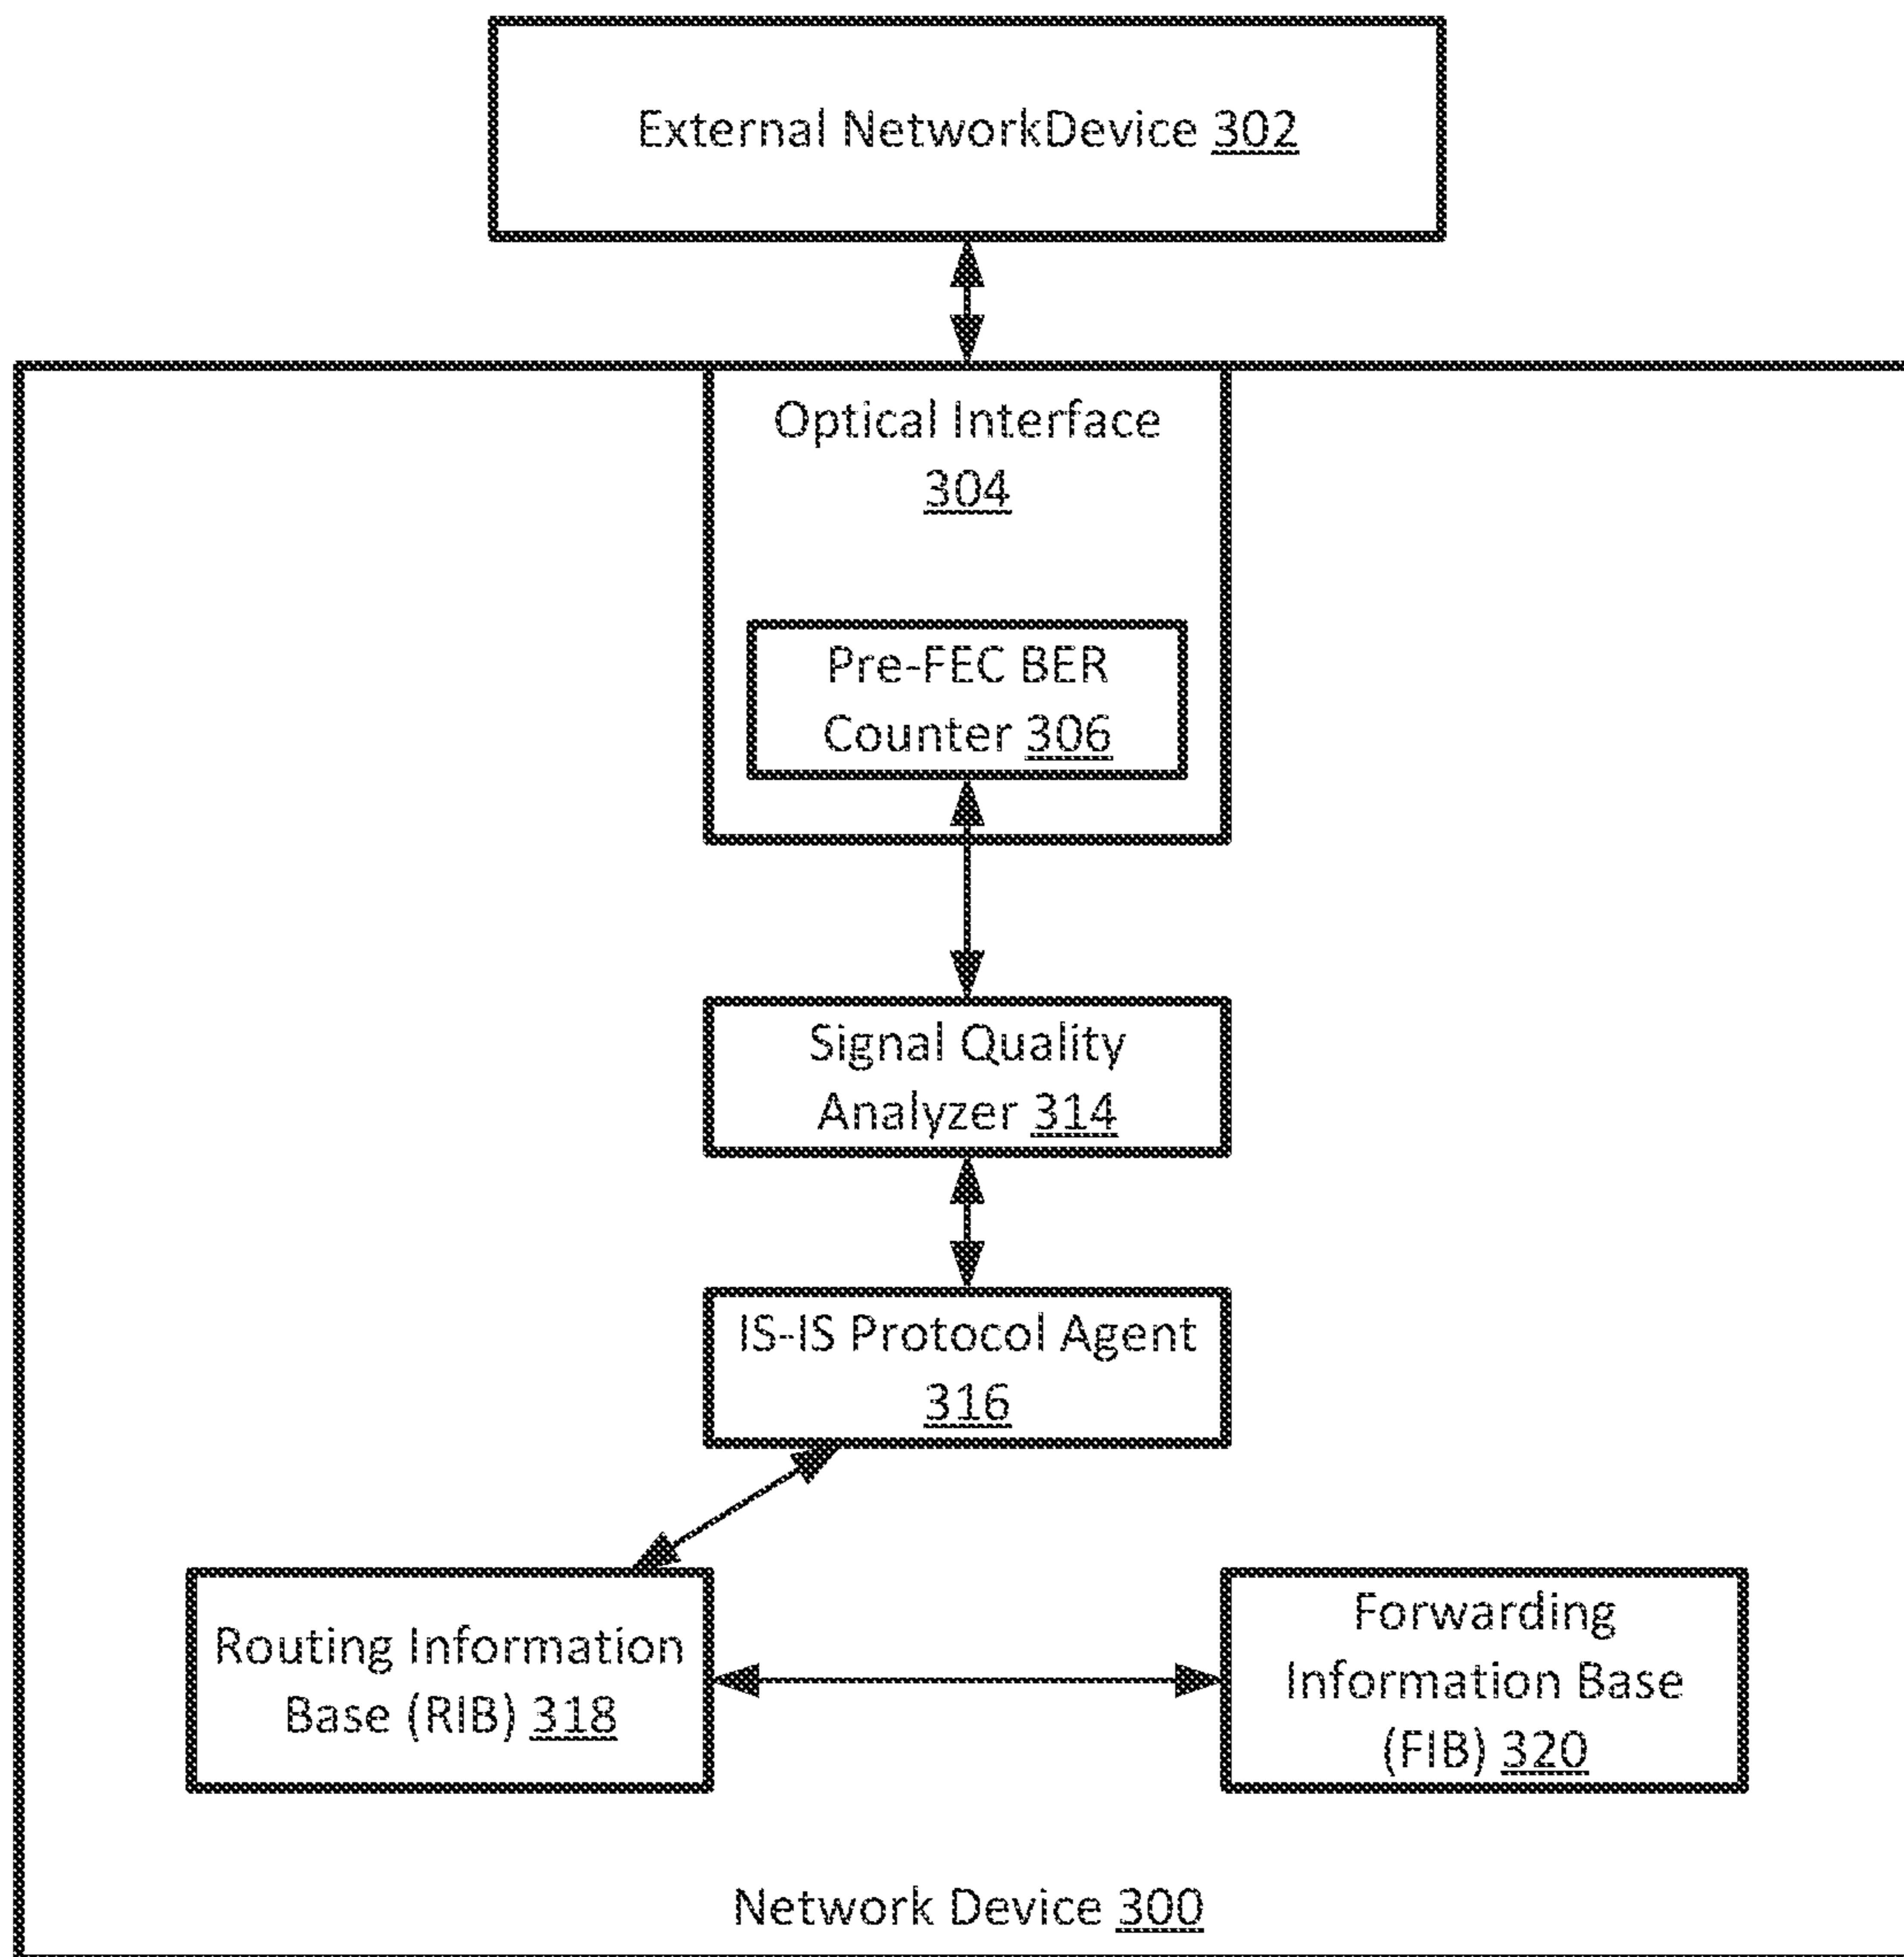 External NetworkDevice 302
Optical Interface
304
Pre-FEC BER
Counter 306
Signal Quality
Analyzer 314
IS-IS Protocol Agent
316
Routing Information
Base (RIB) 318
Forwarding
Information Base
(FIB) 320
Network Device 300